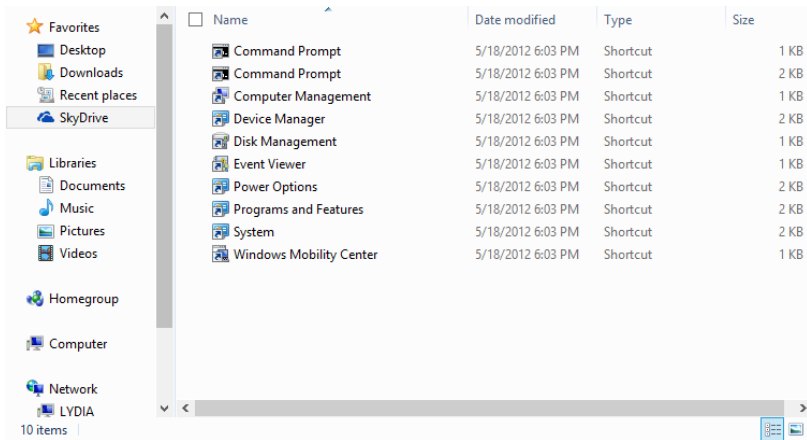 Favorites
Desktop
Downloads
Recent places
SkyDrive
Libraries
Documents
Music
Pictures
Videos
Homegroup
Computer
Network
LYDIA
Name Date modified Type Size
Command Prompt 5/18/2012 6:03 PM Shortcut 1 KB
Command Prompt 5/18/2012 6:03 PM Shortcut 2 KB
Computer Management 5/18/2012 6:03 PM Shortcut 1 KB
Device Manager 5/18/2012 6:03 PM Shortcut 2 KB
Disk Management 5/18/2012 6:03 PM Shortcut 1 KB
Event Viewer 5/18/2012 6:03 PM Shortcut 1 KB
Power Options 5/18/2012 6:03 PM Shortcut 2 KB
Programs and Features 5/18/2012 6:03 PM Shortcut 2 KB
System 5/18/2012 6:03 PM Shortcut 2 KB
Windows Mobility Center 5/18/2012 6:03 PM Shortcut 1 KB
10 items